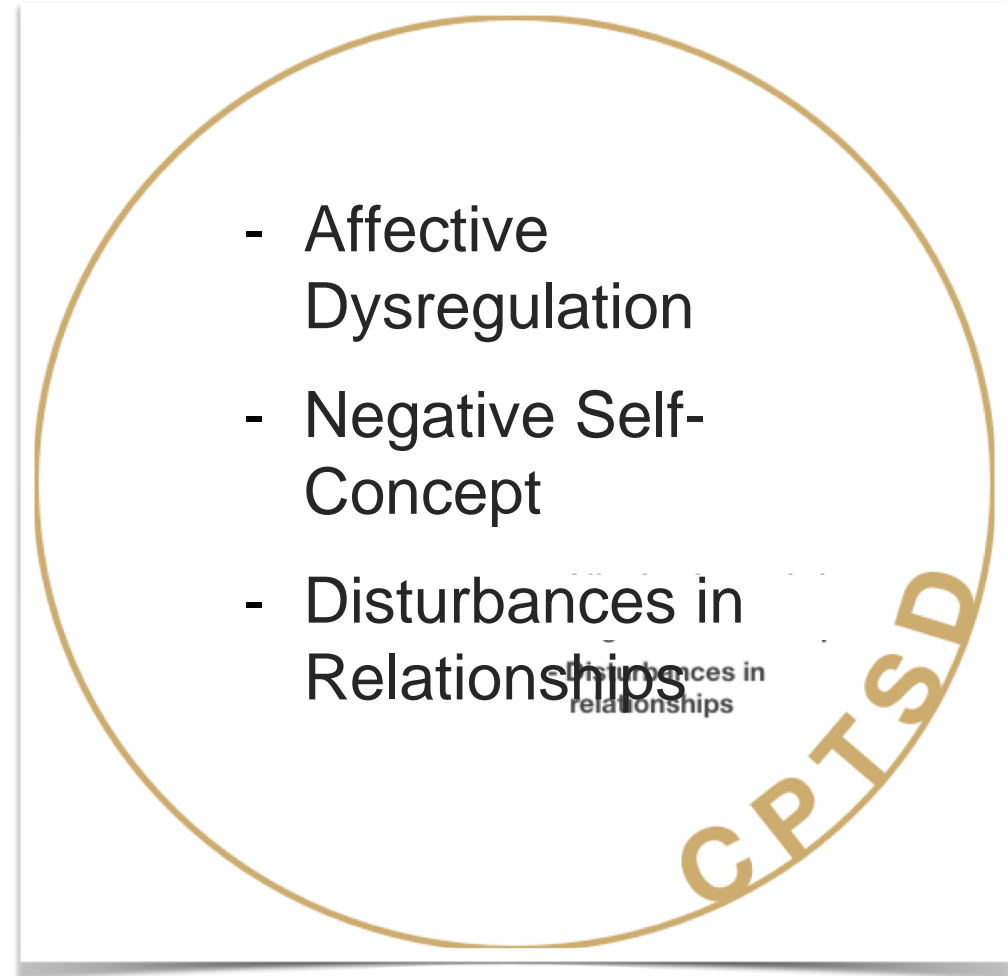 - Affective
Dysregulation
- Negative Self-
Concept
- Disturbances in
Relationships
- Disturbances in
relationships
CPTSD